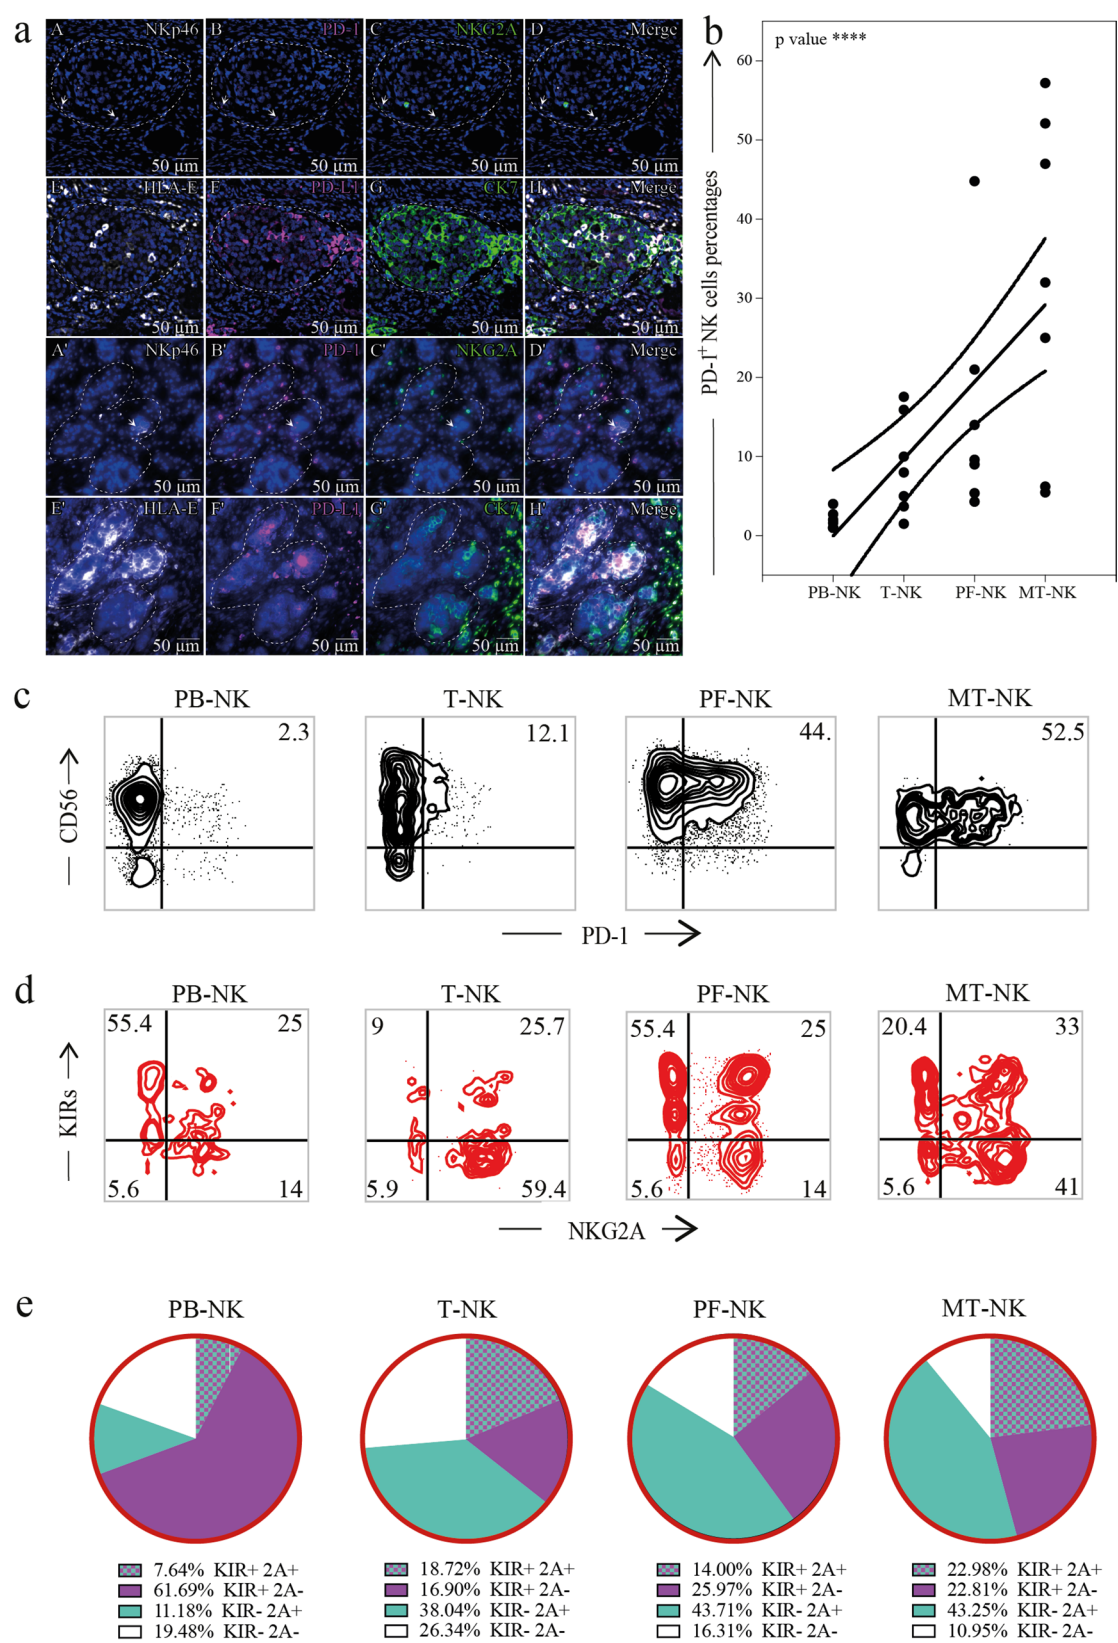 a
A NKp46
B PD-1
C NKG2A
D Merge
50 µm
50 µm
50 µm
50 µm
E HLA-E
F PD-L1
G CK7
H Merge
50 µm
50 µm
50 µm
50 µm
A' NKp46
B' PD-1
C' NKG2A
D' Merge
50 µm
50 µm
50 µm
50 µm
E' HLA-E
F' PD-L1
G' CK7
H' Merge
50 µm
50 µm
50 µm
50 µm
b
p value ****
PD-1+ NK cells percentages
60
50
40
30
20
10
0
PB-NK T-NK PF-NK MT-NK
c
PB-NK T-NK PF-NK MT-NK
2.3 12.1 44. 52.5
CD56
PD-1
d
PB-NK T-NK PF-NK MT-NK
55.4 25 9 25.7 55.4 25 20.4 33
KIRs
5.6 14 5.9 59.4 5.6 14 5.6 41
NKG2A
e
PB-NK T-NK PF-NK MT-NK
7.64% KIR+ 2A+
61.69% KIR+ 2A-
11.18% KIR- 2A+
19.48% KIR- 2A-
18.72% KIR+ 2A+
16.90% KIR+ 2A-
38.04% KIR- 2A+
26.34% KIR- 2A-
14.00% KIR+ 2A+
25.97% KIR+ 2A-
43.71% KIR- 2A+
16.31% KIR- 2A-
22.98% KIR+ 2A+
22.81% KIR+ 2A-
43.25% KIR- 2A+
10.95% KIR- 2A-